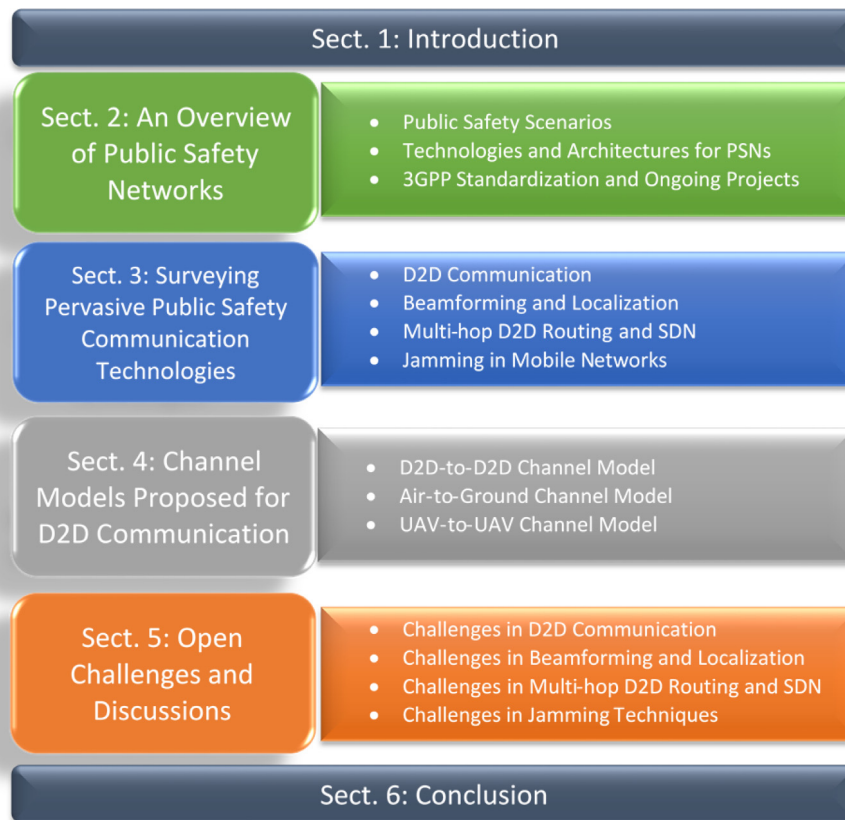 Sect. 1: Introduction
Sect. 2: An Overview
of Public Safety
Networks
• Public Safety Scenarios
• Technologies and Architectures for PSNs
• 3GPP Standardization and Ongoing Projects
Sect. 3: Surveying
Pervasive Public Safety
Communication
Technologies
• D2D Communication
• Beamforming and Localization
• Multi-hop D2D Routing and SDN
• Jamming in Mobile Networks
Sect. 4: Channel
Models Proposed for
D2D Communication
• D2D-to-D2D Channel Model
• Air-to-Ground Channel Model
• UAV-to-UAV Channel Model
Sect. 5: Open
Challenges and
Discussions
• Challenges in D2D Communication
• Challenges in Beamforming and Localization
• Challenges in Multi-hop D2D Routing and SDN
• Challenges in Jamming Techniques
Sect. 6: Conclusion